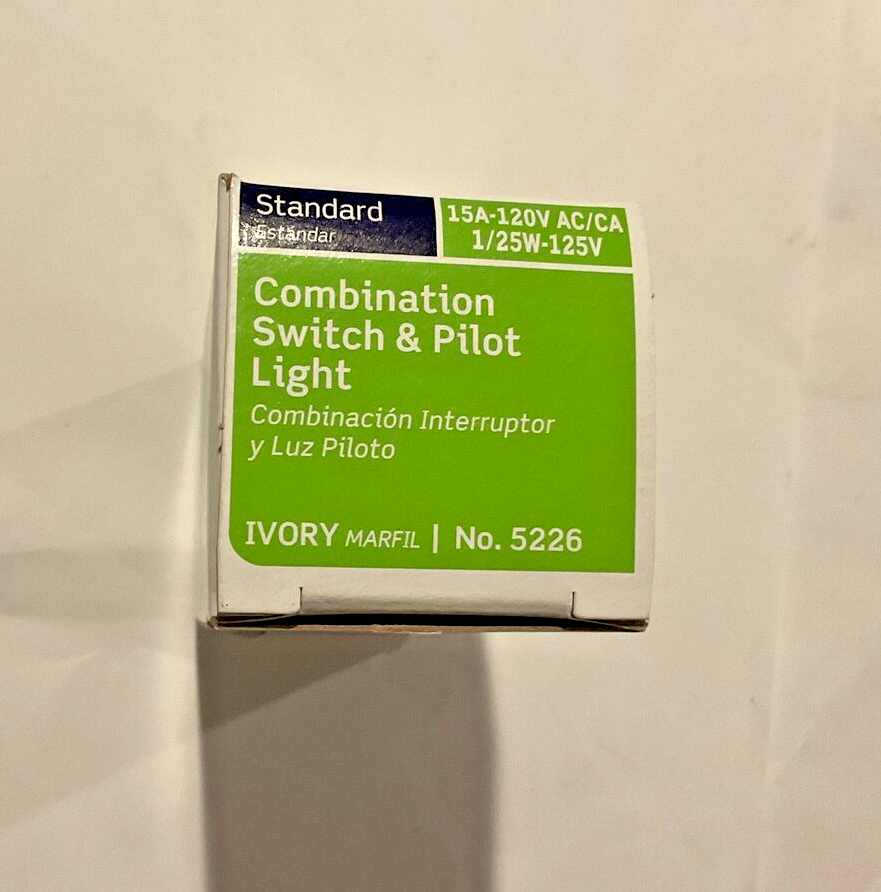 Standard
Estándar
15A-120V AC/CA
1/25W-125V
Combination
Switch & Pilot
Light
Combinación Interruptor
y Luz Piloto
IVORY MARFIL | No. 5226